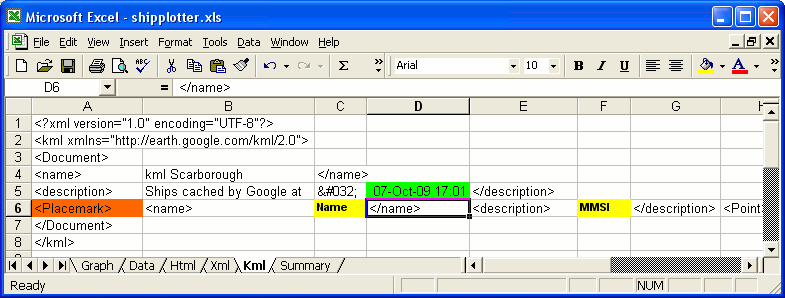 Microsoft Excel - shipplotter.xls
File Edit View Insert Format Tools Data Window Help
Arial 10 B I U
D6 = </name>
A B C D E F G H
1 <?xml version="1.0" encoding="UTF-8"?>
2 <kml xmlns="http://earth.google.com/kml/2.0">
3 <Document>
4 <name> kml Scarborough </name>
5 <description> Ships cached by Google at &#032; 07-Oct-09 17:01 </description>
6 <Placemark> <name> Name </name> <description> MMSI </description> <Point>
7 </Document>
8 </kml>
Graph Data Html Xml Kml Summary
Ready NUM